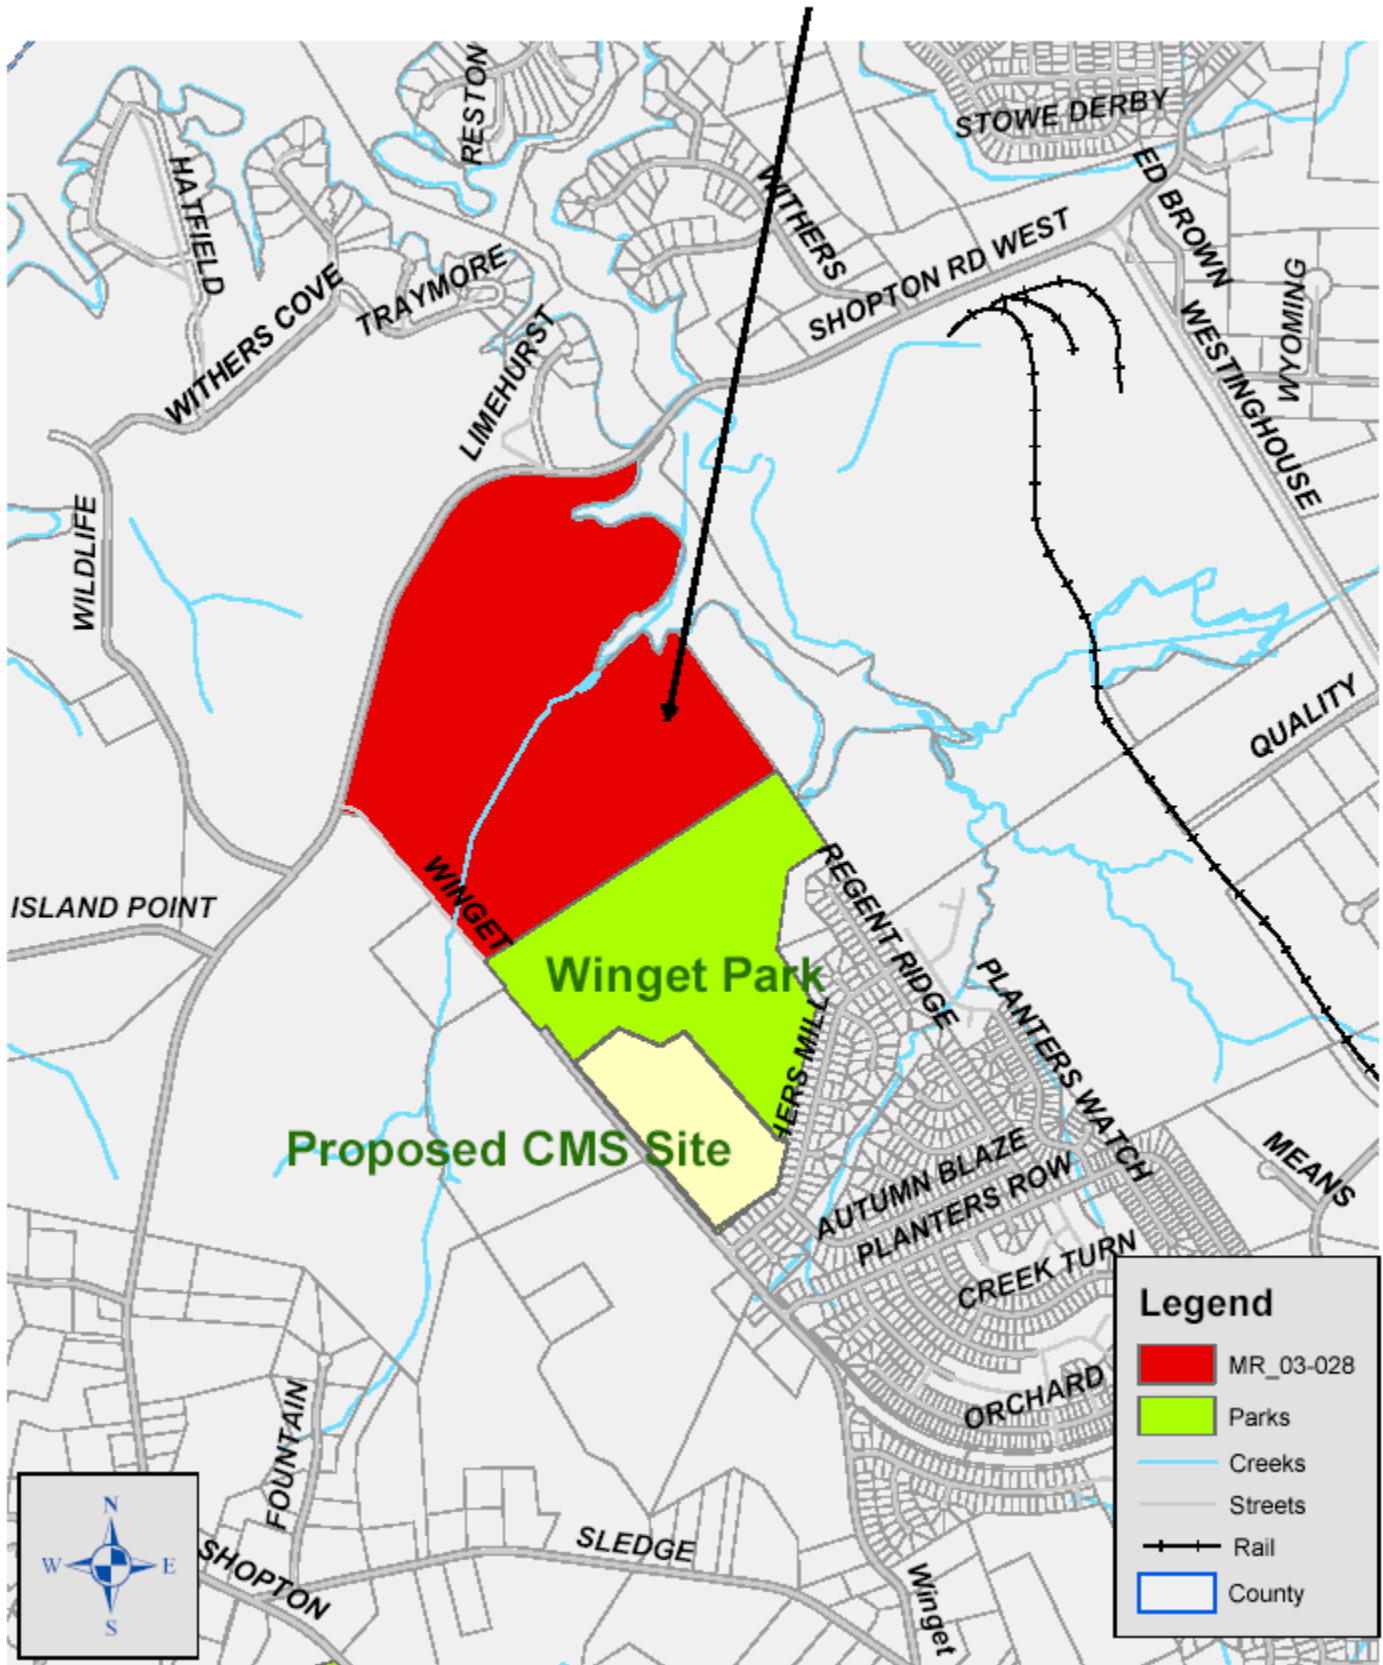 RESTON
STOWE DERBY
HATFIELD
WITHERS
ED BROWN
SHOPTON RD WEST
WITHERS COVE
TRAYMORE
LIMEHURST
WYOMING
WESTINGHOUSE
WILDLIFE
QUALITY
ISLAND POINT
WINGET
REGENT RIDGE
Winget Park
PLANTERS WATCH
HERS MILL
Proposed CMS Site
AUTUMN BLAZE
PLANTERS ROW
MEANS
CREEK TURN
ORCHARD
FOUNTAIN
SHOPTON
SLEDGE
Winget
Legend
MR_03-028
Parks
Creeks
Streets
Rail
County
N
W E
S